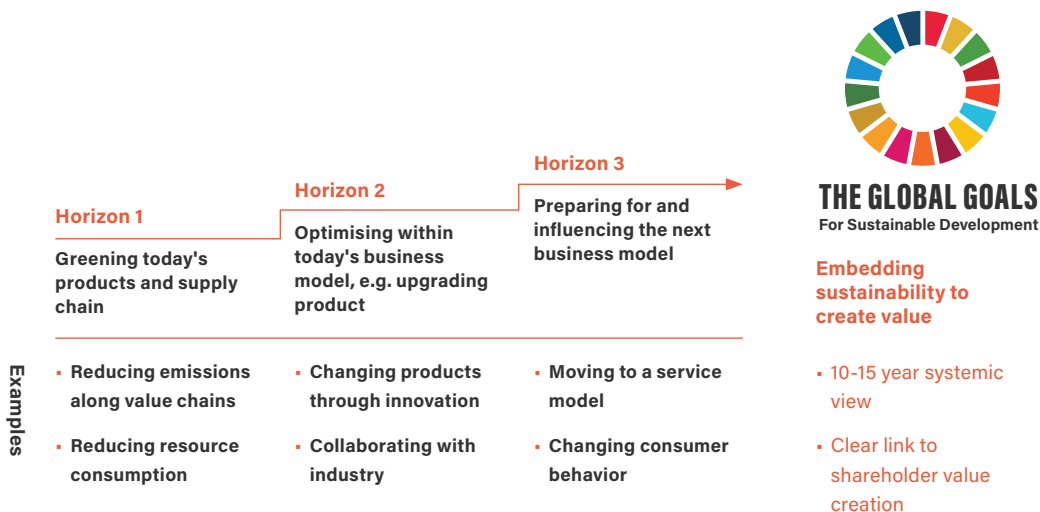 Horizon 1
Greening today's
products and supply
chain
Horizon 2
Optimising within
today's business
model, e.g. upgrading
product
Horizon 3
Preparing for and
influencing the next
business model
THE GLOBAL GOALS
For Sustainable Development
Embedding
sustainability to
create value
Examples
▪ Reducing emissions
along value chains
▪ Reducing resource
consumption
▪ Changing products
through innovation
▪ Collaborating with
industry
▪ Moving to a service
model
▪ Changing consumer
behavior
▪ 10-15 year systemic
view
▪ Clear link to
shareholder value
creation